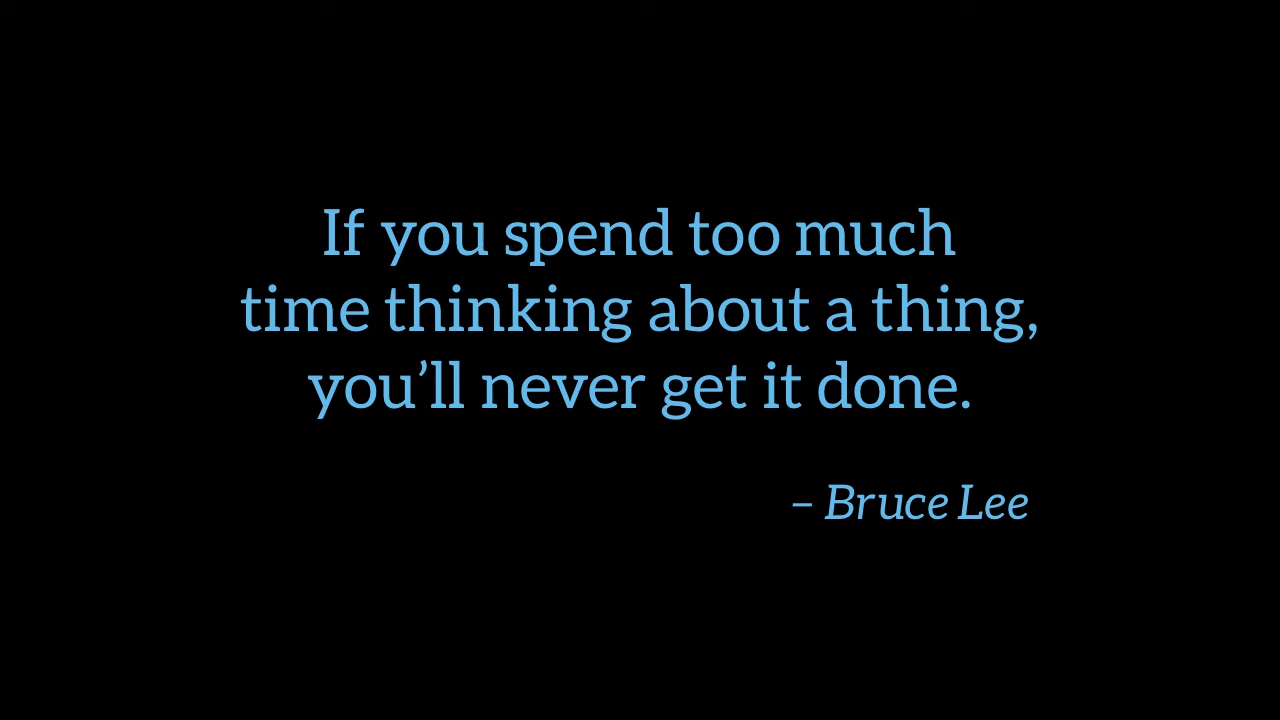 If you spend too much
time thinking about a thing,
you’ll never get it done.
– Bruce Lee